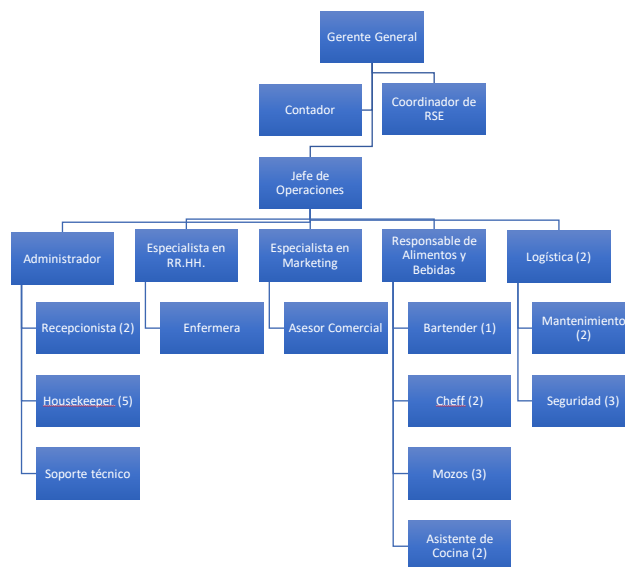 Gerente General
Contador
Coordinador de
RSE
Jefe de
Operaciones
Administrador
Especialista en
RR.HH.
Especialista en
Marketing
Responsable de
Alimentos y
Bebidas
Logística (2)
Recepcionista (2)
Enfermera
Asesor Comercial
Bartender (1)
Mantenimiento
(2)
Housekeeper (5)
Cheff (2)
Seguridad (3)
Soporte técnico
Mozos (3)
Asistente de
Cocina (2)